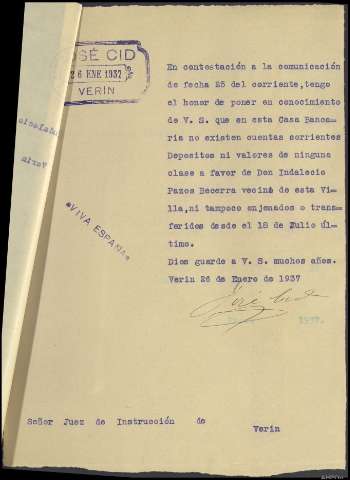 JOSÉ CID
26 ENE 1937
VERÍN
En contestación a la comunicación
de fecha 25 del corriente, tengo
el honor de poner en conocimiento
de V. S. que en esta Casa Banca=
ria no existen cuentas corrientes
Depositos ni valores de ninguna
clase a favor de Don Indalecio
Pazos Becerra vecino de esta Vi=
lla,ni tampoco enjenados o trans=
feridos desde el 18 de Julio úl=
timo.
Dios guarde a V. S. muchos años.
Verin 26 de Enero de 1937
José Cid
1937.
¡VIVA ESPAÑA!
Señor Juez de Instrucción de
Verin